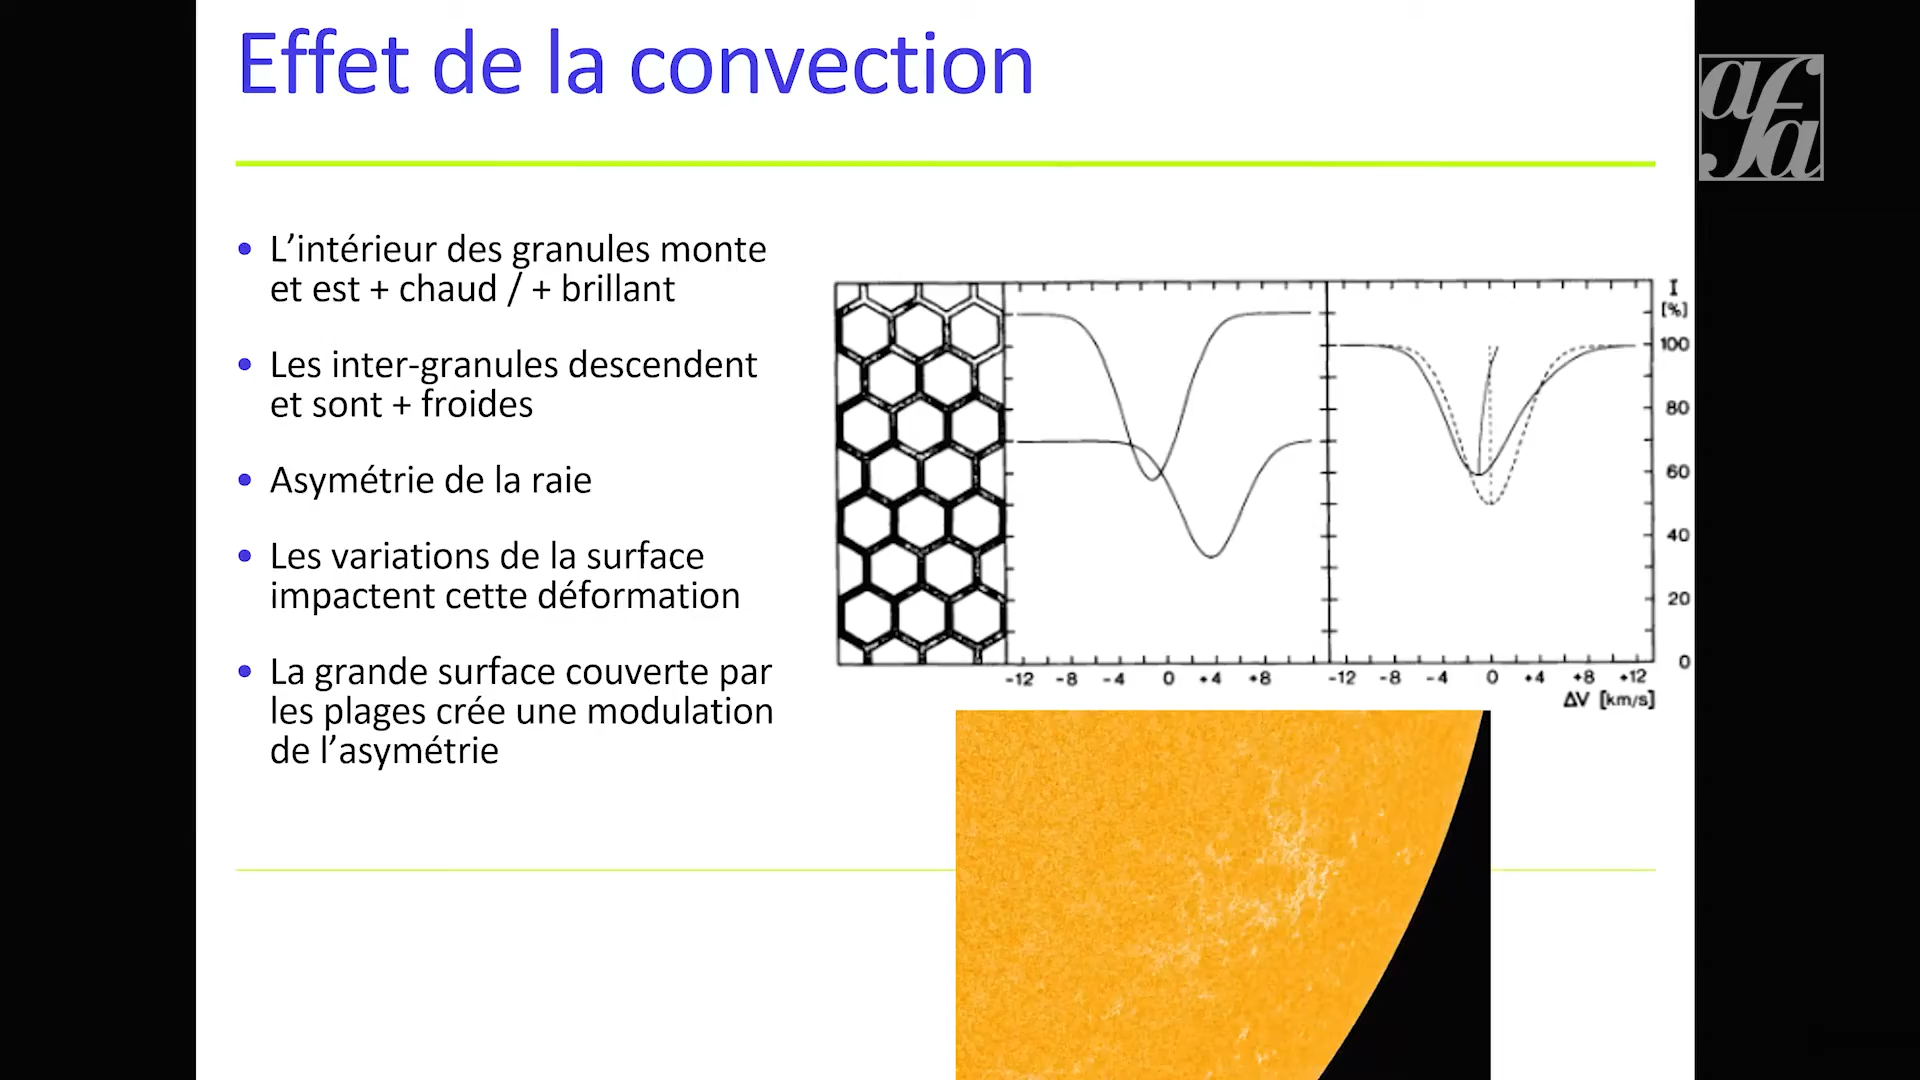 Effet de la convection
afa
• L’intérieur des granules monte
et est + chaud / + brillant
• Les inter-granules descendent
et sont + froides
• Asymétrie de la raie
• Les variations de la surface
impactent cette déformation
• La grande surface couverte par
les plages crée une modulation
de l’asymétrie
I
[%]
100
80
60
40
20
0
-12 -8 -4 0 +4 +8
-12 -8 -4 0 +4 +8 +12
ΔV [km/s]